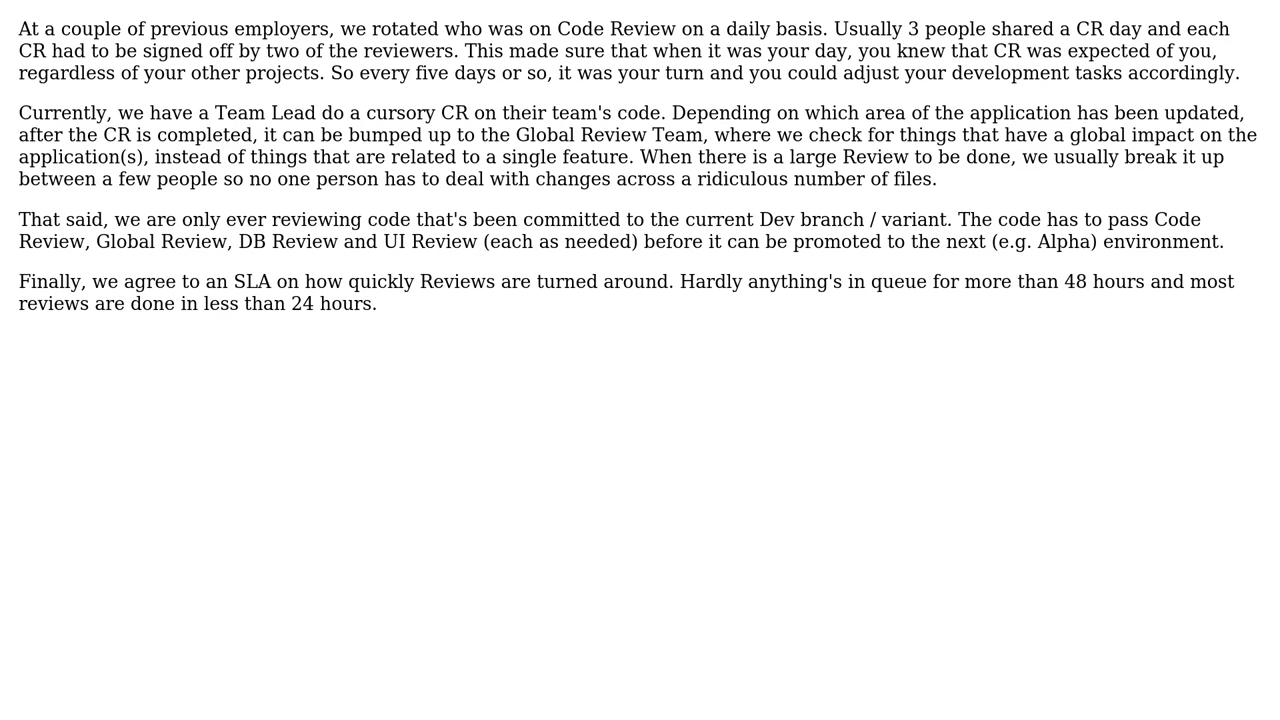 At a couple of previous employers, we rotated who was on Code Review on a daily basis. Usually 3 people shared a CR day and each
CR had to be signed off by two of the reviewers. This made sure that when it was your day, you knew that CR was expected of you,
regardless of your other projects. So every five days or so, it was your turn and you could adjust your development tasks accordingly.
Currently, we have a Team Lead do a cursory CR on their team's code. Depending on which area of the application has been updated,
after the CR is completed, it can be bumped up to the Global Review Team, where we check for things that have a global impact on the
application(s), instead of things that are related to a single feature. When there is a large Review to be done, we usually break it up
between a few people so no one person has to deal with changes across a ridiculous number of files.
That said, we are only ever reviewing code that's been committed to the current Dev branch / variant. The code has to pass Code
Review, Global Review, DB Review and UI Review (each as needed) before it can be promoted to the next (e.g. Alpha) environment.
Finally, we agree to an SLA on how quickly Reviews are turned around. Hardly anything's in queue for more than 48 hours and most
reviews are done in less than 24 hours.